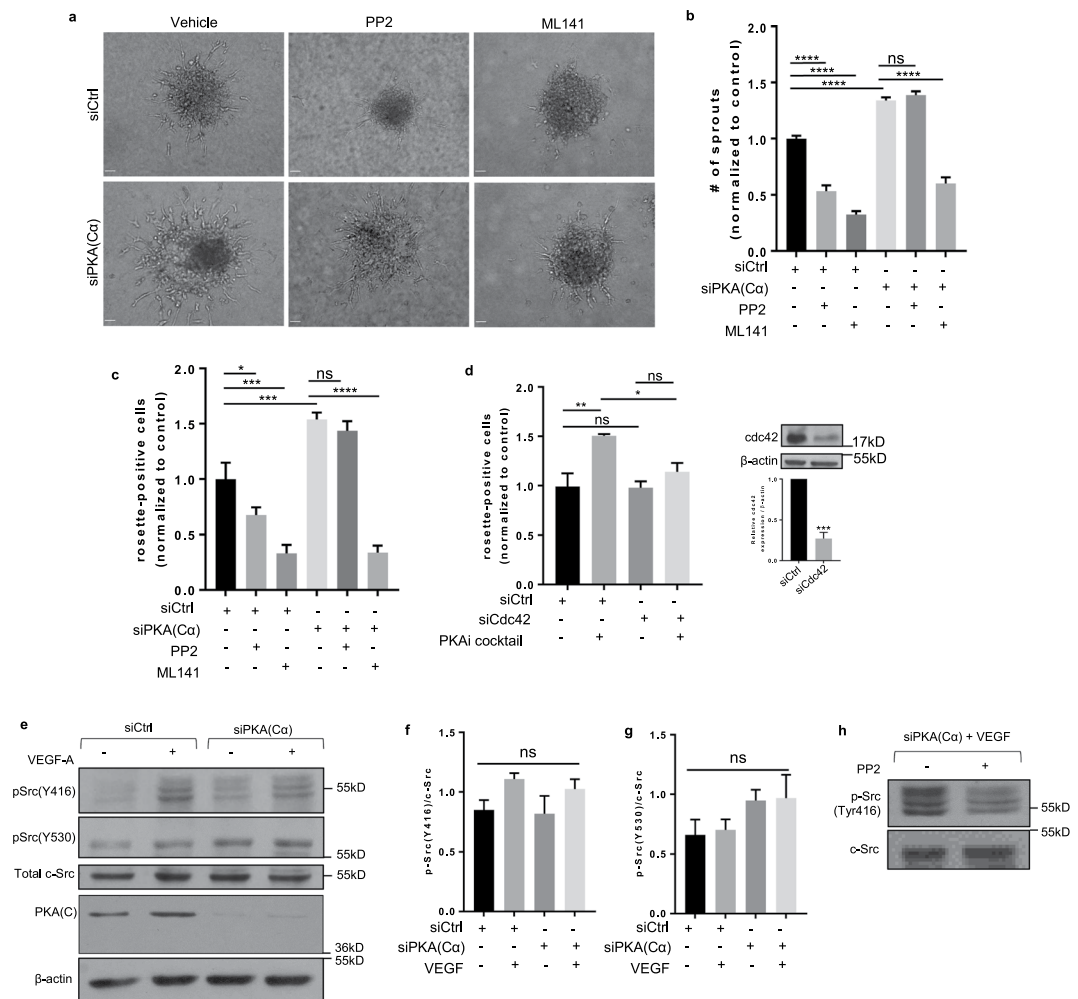 a
Vehicle PP2 ML141
siCtrl
siPKA(Cα)
b
# of sprouts
(normalized to control)
2.0
1.5
1.0
0.5
0.0
**** ns
****
****
****
siCtrl + + + - - -
siPKA(Cα) - - - + + +
PP2 - + - - + -
ML141 - - + - - +
c
rosette-positive cells
(normalized to control)
2.0
1.5
1.0
0.5
0.0
* ns
*** ****
***
siCtrl + + + - - -
siPKA(Cα) - - - + + +
PP2 - + - - + -
ML141 - - + - - +
d
rosette-positive cells
(normalized to control)
2.0
1.5
1.0
0.5
0.0
ns
** *
ns
siCtrl + + - -
siCdc42 - - + +
PKAi cocktail - + - +
cdc42 17kD
β-actin 55kD
Relative cdc42
expression / β-actin
1.0
0.5
0.0
***
siCtrl
siCdc42
e
siCtrl siPKA(Cα)
VEGF-A - + - +
pSrc(Y416) 55kD
pSrc(Y530) 55kD
Total c-Src 55kD
PKA(C) 36kD
β-actin 55kD
f
p-Src(Y416)/c-Src
1.5
1.0
0.5
0.0
ns
siCtrl + + - -
siPKA(Cα) - - + +
VEGF - + - +
g
p-Src(Y530)/c-Src
1.5
1.0
0.5
0.0
ns
siCtrl + + - -
siPKA(Cα) - - + +
VEGF - + - +
h
siPKA(Cα) + VEGF
PP2 - +
p-Src
(Tyr416) 55kD
c-Src 55kD